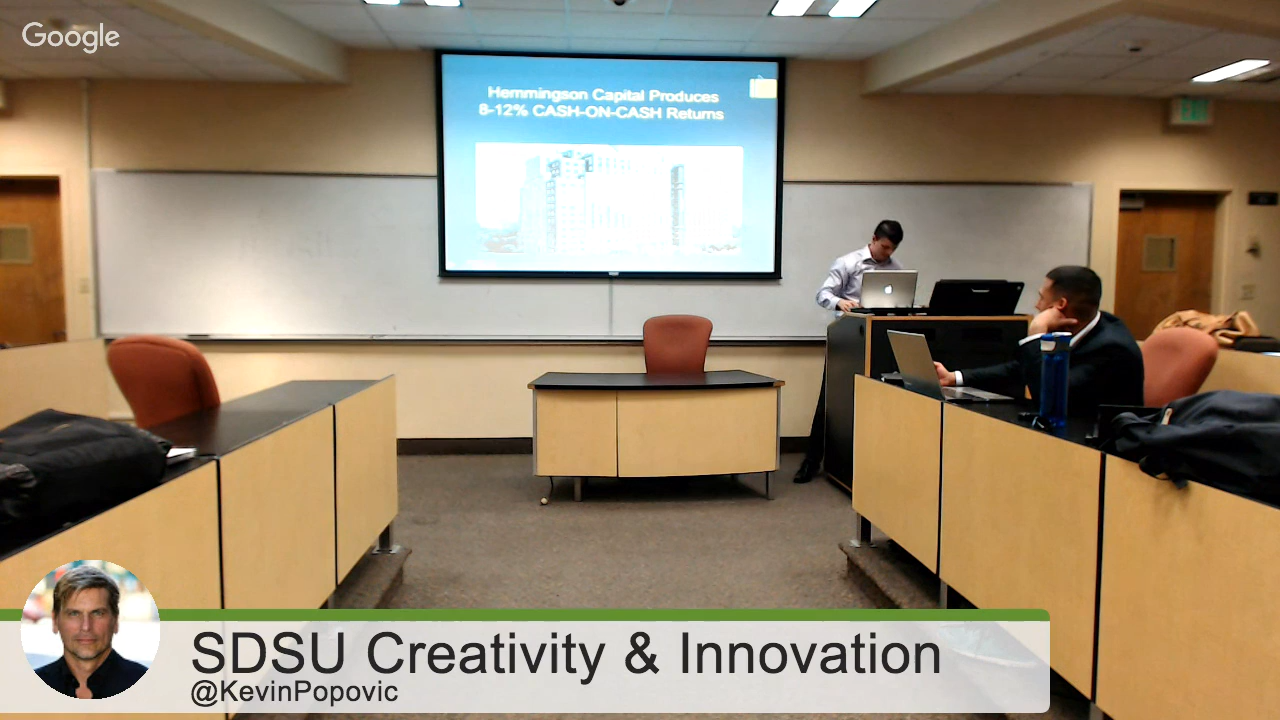 Google
Hemmingson Capital Produces
8-12% CASH-ON-CASH Returns
SDSU Creativity & Innovation
@KevinPopovic